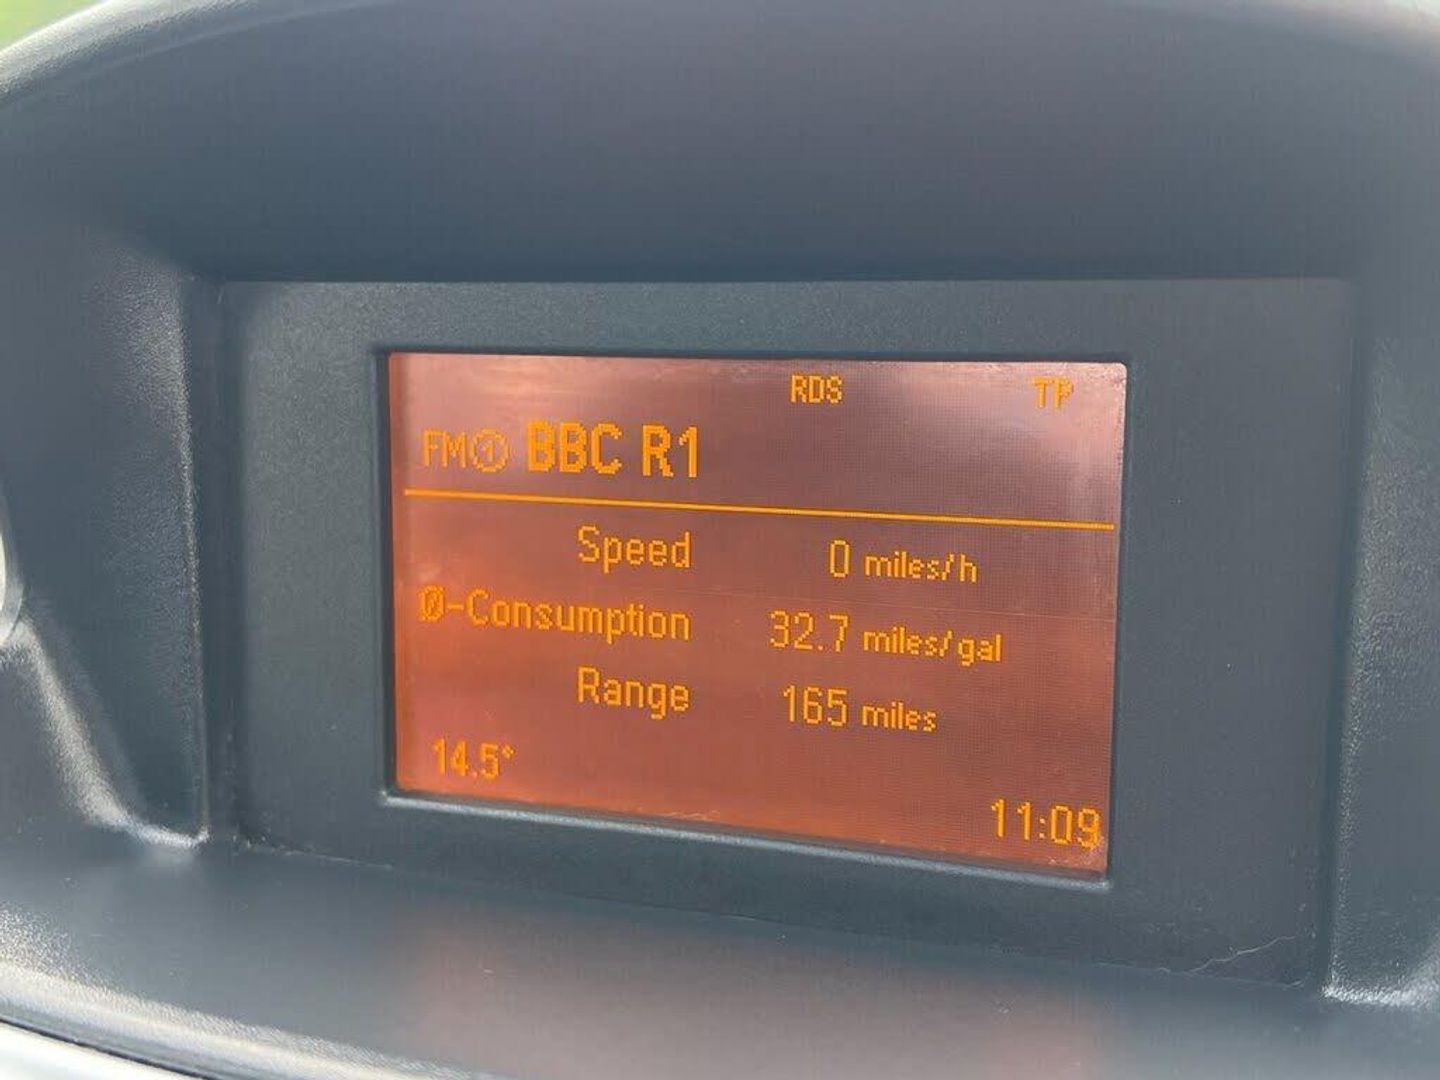 RDS TP
FM① BBC R1
Speed 0 miles/h
Ø-Consumption 32.7 miles/gal
Range 165 miles
14.5°
11:09